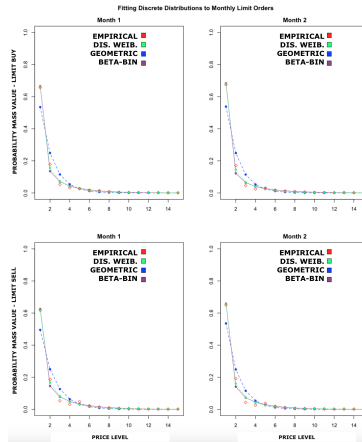 Fitting Discrete Distributions to Monthly Limit Orders
Month 1
Month 2
PROBABILITY MASS VALUE - LIMIT BUY
1.0
0.8
0.6
0.4
0.2
0.0
EMPIRICAL
DIS. WEIB.
GEOMETRIC
BETA-BIN
2 4 6 8 10 12 14
1.0
0.8
0.6
0.4
0.2
0.0
EMPIRICAL
DIS. WEIB.
GEOMETRIC
BETA-BIN
2 4 6 8 10 12 14
Month 1
Month 2
PROBABILITY MASS VALUE - LIMIT SELL
1.0
0.8
0.6
0.4
0.2
0.0
EMPIRICAL
DIS. WEIB.
GEOMETRIC
BETA-BIN
2 4 6 8 10 12 14
PRICE LEVEL
1.0
0.8
0.6
0.4
0.2
0.0
EMPIRICAL
DIS. WEIB.
GEOMETRIC
BETA-BIN
2 4 6 8 10 12 14
PRICE LEVEL